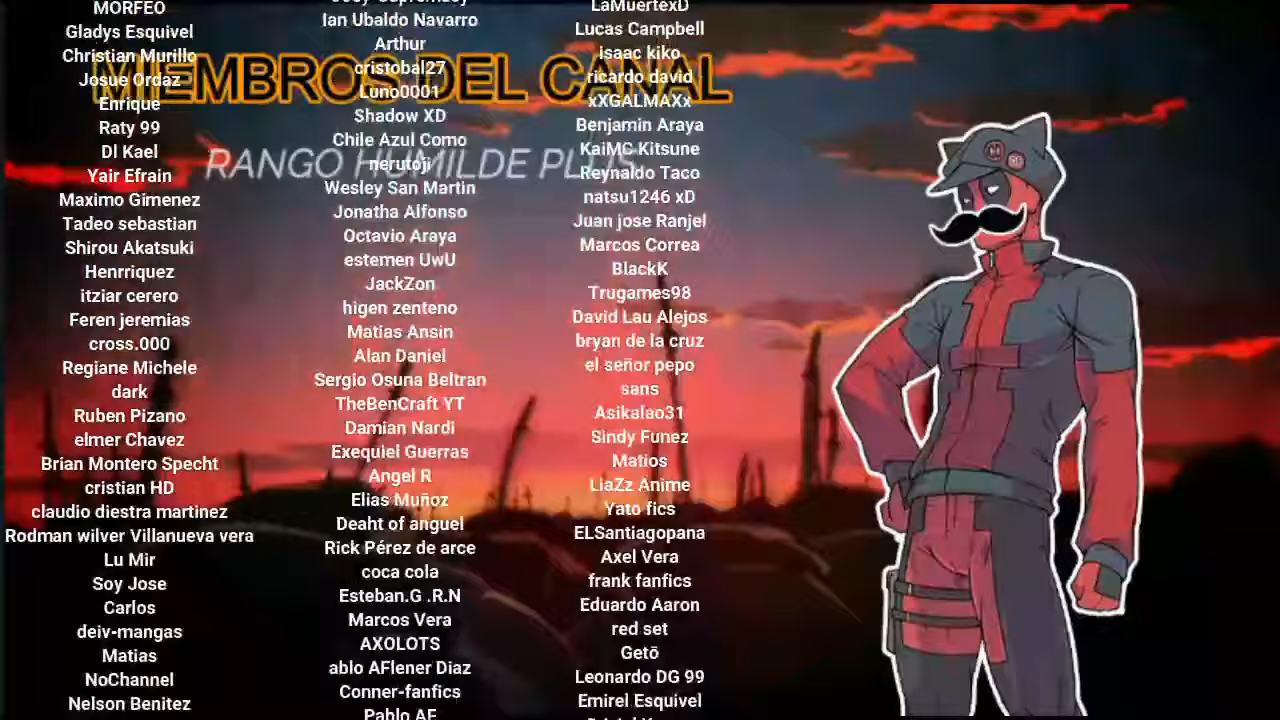 MIEMBROS DEL CANAL
RANGO HUMILDE PLUS
MORFEO
Gladys Esquivel
Christian Murillo
Josue Ordaz
Enrique
Raty 99
Dl Kael
Yair Efrain
Maximo Gimenez
Tadeo sebastian
Shirou Akatsuki
Henrriquez
itziar cerero
Feren jeremias
cross.000
Regiane Michele
dark
Ruben Pizano
elmer Chavez
Brian Montero Specht
cristian HD
claudio diestra martinez
Rodman wilver Villanueva vera
Lu Mir
Soy Jose
Carlos
deiv-mangas
Matias
NoChannel
Nelson Benitez
Ian Ubaldo Navarro
Arthur
cristobal27
Luno0001
Shadow XD
Chile Azul Como
nerutoji
Wesley San Martin
Jonatha Alfonso
Octavio Araya
estemen UwU
JackZon
higen zenteno
Matias Ansin
Alan Daniel
Sergio Osuna Beltran
TheBenCraft YT
Damian Nardi
Exequiel Guerras
Angel R
Elias Muñoz
Deaht of anguel
Rick Pérez de arce
coca cola
Esteban.G .R.N
Marcos Vera
AXOLOTS
ablo AFlener Diaz
Conner-fanfics
Pablo AF
LaMuertexD
Lucas Campbell
isaac kiko
ricardo david
xXGALMAXx
Benjamin Araya
KaiMC Kitsune
Reynaldo Taco
natsu1246 xD
Juan jose Ranjel
Marcos Correa
BlackK
Trugames98
David Lau Alejos
bryan de la cruz
el señor pepo
sans
Asikalao31
Sindy Funez
Matios
LiaZz Anime
Yato fics
ELSantiagopana
Axel Vera
frank fanfics
Eduardo Aaron
red set
Getō
Leonardo DG 99
Emirel Esquivel